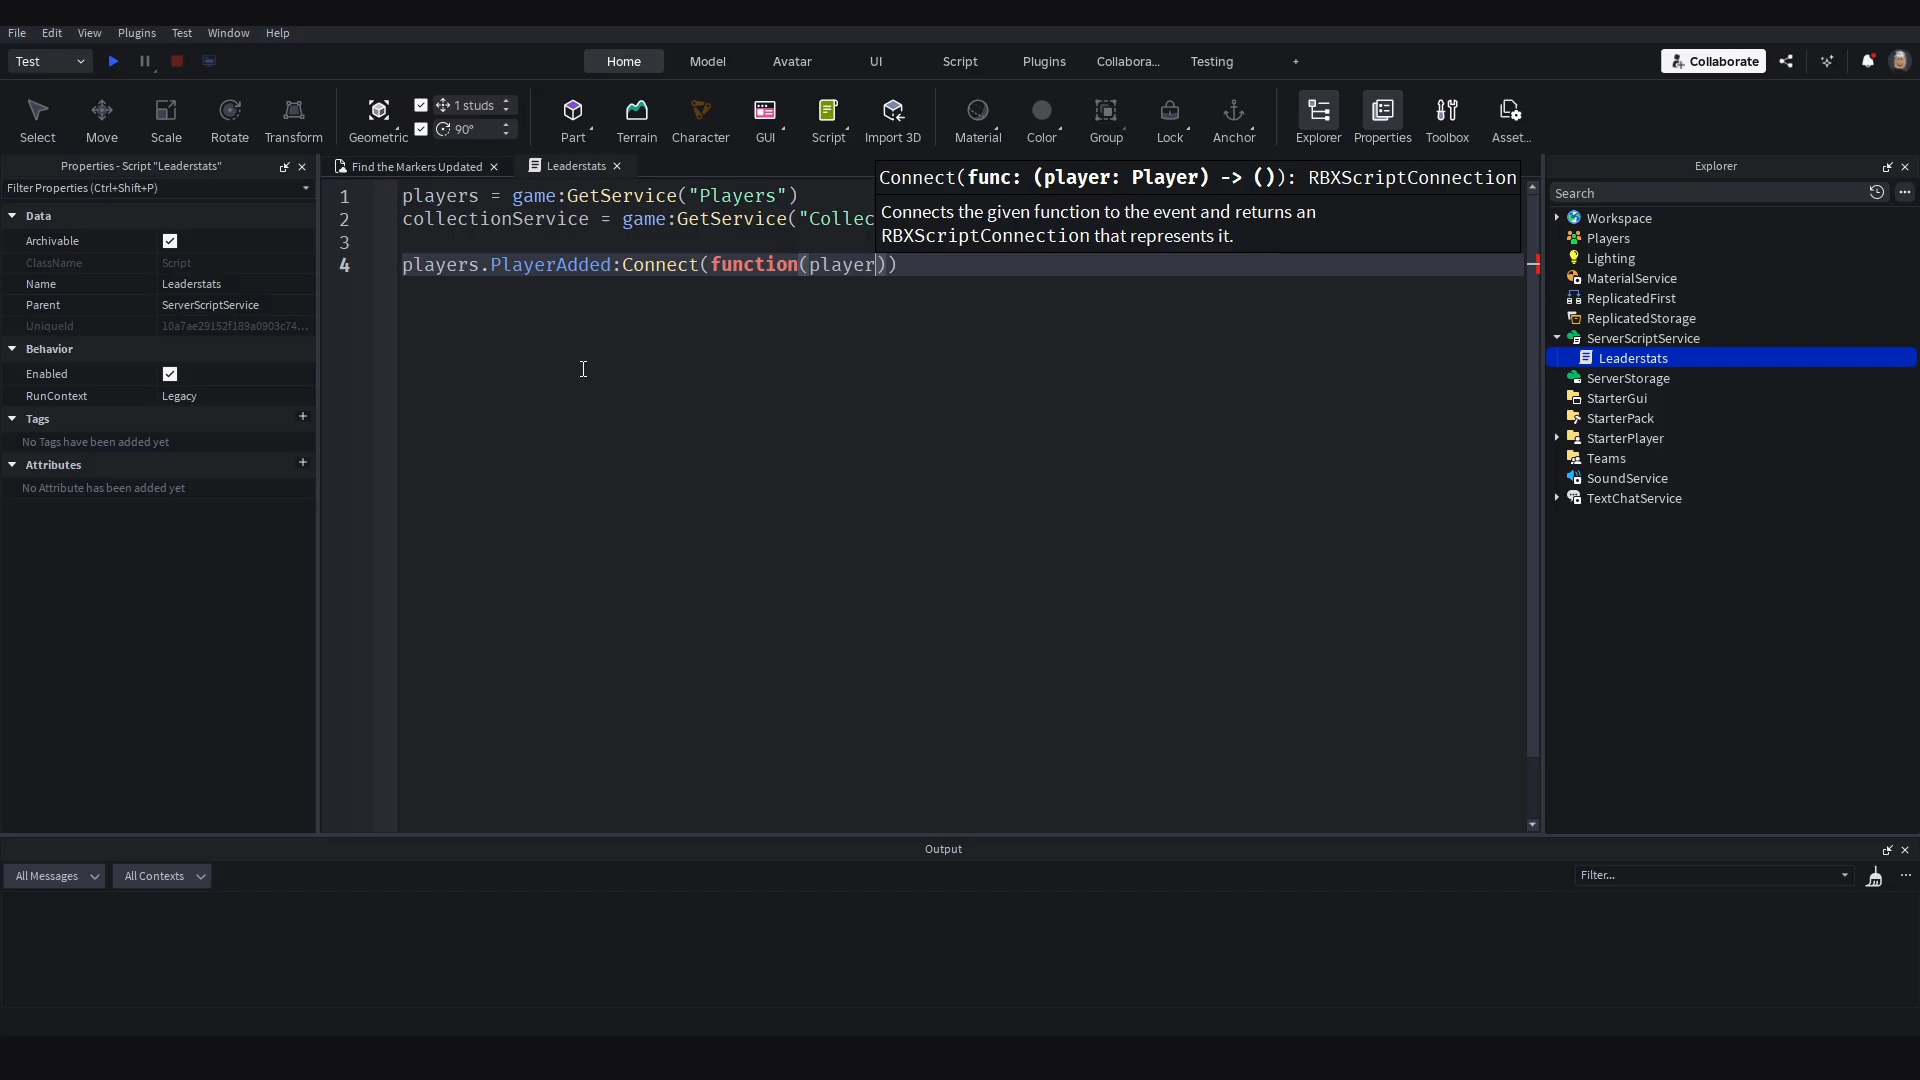 File Edit View Plugins Test Window Help
Test
Home Model Avatar UI Script Plugins Collabora... Testing +
Collaborate
Select Move Scale Rotate Transform Geometric 1 studs 90° Part Terrain Character GUI Script Import 3D Material Color Group Lock Anchor Explorer Properties Toolbox Asset...
Properties - Script "Leaderstats"
Filter Properties (Ctrl+Shift+P)
Data
Archivable
ClassName Script
Name Leaderstats
Parent ServerScriptService
UniqueId 10a7ae29152f189a0903c74...
Behavior
Enabled
RunContext Legacy
Tags +
No Tags have been added yet
Attributes +
No Attribute has been added yet
Find the Markers Updated
Leaderstats
1 players = game:GetService("Players")
2 collectionService = game:GetService("Collec
3
4 players.PlayerAdded:Connect(function(player))
Connect(func: (player: Player) -> ()): RBXScriptConnection
Connects the given function to the event and returns an
RBXScriptConnection that represents it.
Explorer
Search
Workspace
Players
Lighting
MaterialService
ReplicatedFirst
ReplicatedStorage
ServerScriptService
Leaderstats
ServerStorage
StarterGui
StarterPack
StarterPlayer
Teams
SoundService
TextChatService
Output
All Messages All Contexts Filter...